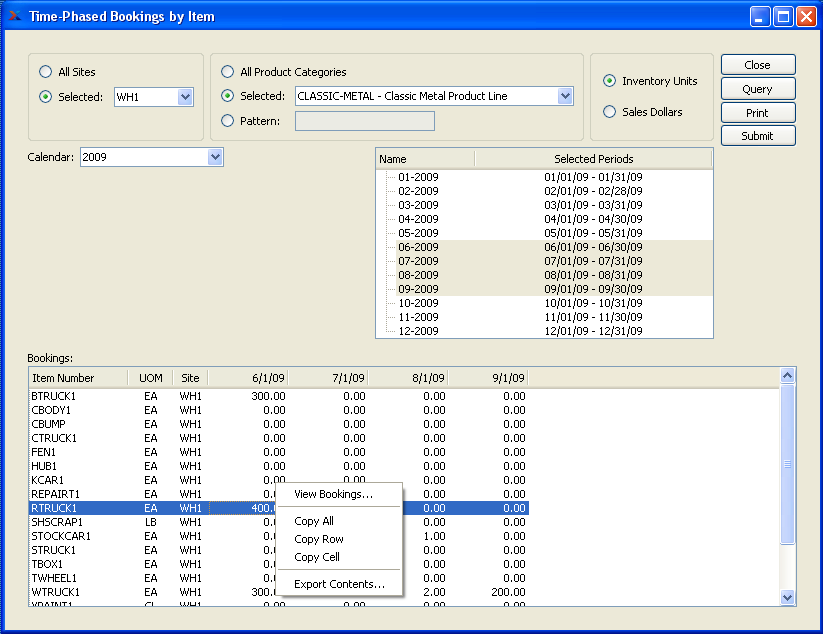 Time-Phased Bookings by Item
All Sites
Selected: WH1
All Product Categories
Selected: CLASSIC-METAL - Classic Metal Product Line
Pattern:
Inventory Units
Sales Dollars
Close
Query
Print
Submit
Calendar: 2009
Name Selected Periods
01-2009 01/01/09 - 01/31/09
02-2009 02/01/09 - 02/28/09
03-2009 03/01/09 - 03/31/09
04-2009 04/01/09 - 04/30/09
05-2009 05/01/09 - 05/31/09
06-2009 06/01/09 - 06/30/09
07-2009 07/01/09 - 07/31/09
08-2009 08/01/09 - 08/31/09
09-2009 09/01/09 - 09/30/09
10-2009 10/01/09 - 10/31/09
11-2009 11/01/09 - 11/30/09
12-2009 12/01/09 - 12/31/09
Bookings:
Item Number UOM Site 6/1/09 7/1/09 8/1/09 9/1/09
BTRUCK1 EA WH1 300.00 0.00 0.00 0.00
CBODY1 EA WH1 0.00 0.00 0.00 0.00
CBUMP EA WH1 0.00 0.00 0.00 0.00
CTRUCK1 EA WH1 0.00 0.00 0.00 0.00
FEN1 EA WH1 0.00 0.00 0.00 0.00
HUB1 EA WH1 0.00 0.00 0.00 0.00
KCAR1 EA WH1 0.00 0.00 0.00 0.00
REPAIRT1 EA WH1 0.0 0.00 0.00
RTRUCK1 EA WH1 400. 0.00 0.00
SHSCRAP1 LB WH1 0.0 0.00 0.00
STOCKCAR1 EA WH1 0.0 1.00 0.00
STRUCK1 EA WH1 0.0 0.00 0.00
TBOX1 EA WH1 0.0 0.00 0.00
TWHEEL1 EA WH1 0.0 0.00 0.00
WTRUCK1 EA WH1 300. 2.00 200.00
WH1 0.00 0.00 0.00 0.00
View Bookings...
Copy All
Copy Row
Copy Cell
Export Contents...